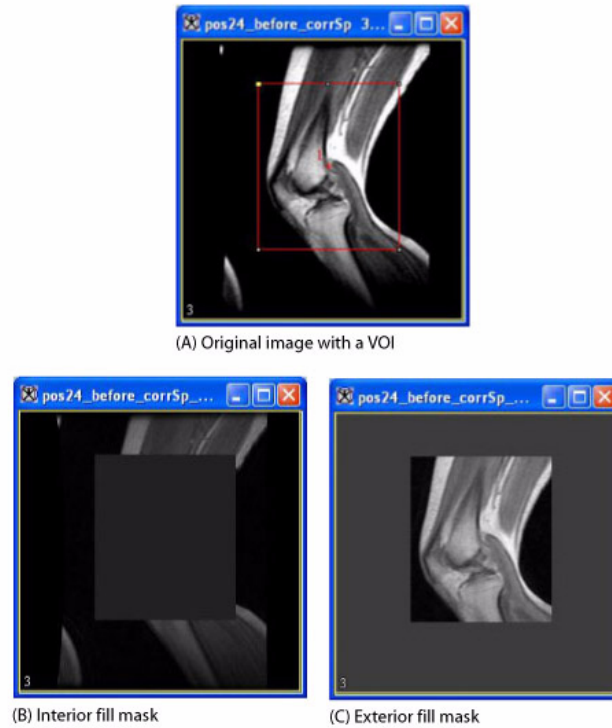 pos24_before_corrSp 3...
1
3
(A) Original image with a VOI
pos24_before_corrSp_...
3
(B) Interior fill mask
pos24_before_corrSp_...
3
(C) Exterior fill mask